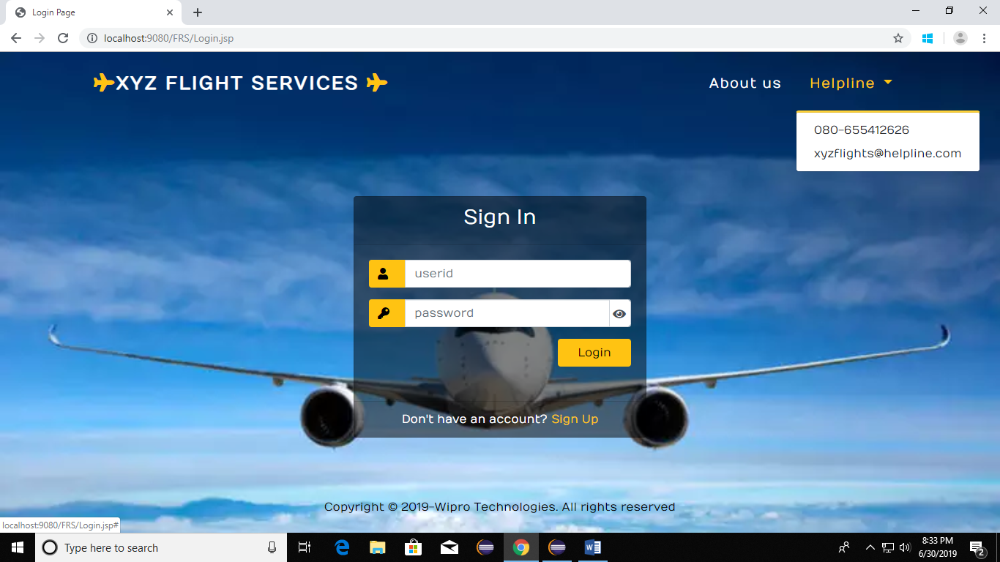 Login Page
localhost:9080/FRS/Login.jsp
XYZ FLIGHT SERVICES
About us
Helpline
080-655412626
xyzflights@helpline.com
Sign In
userid
password
Login
Don't have an account? Sign Up
Copyright © 2019-Wipro Technologies. All rights reserved
localhost:9080/FRS/Login.jsp#
Type here to search
8:33 PM
6/30/2019
2